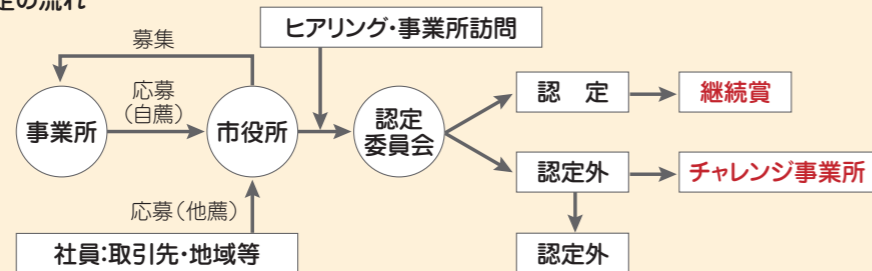 定の流れ
ヒアリング・事業所訪問
募集
応募
(自薦)
事業所
市役所
認定
委員会
認 定
継続賞
認定外
チャレンジ事業所
応募(他薦)
社員:取引先・地域等
認定外